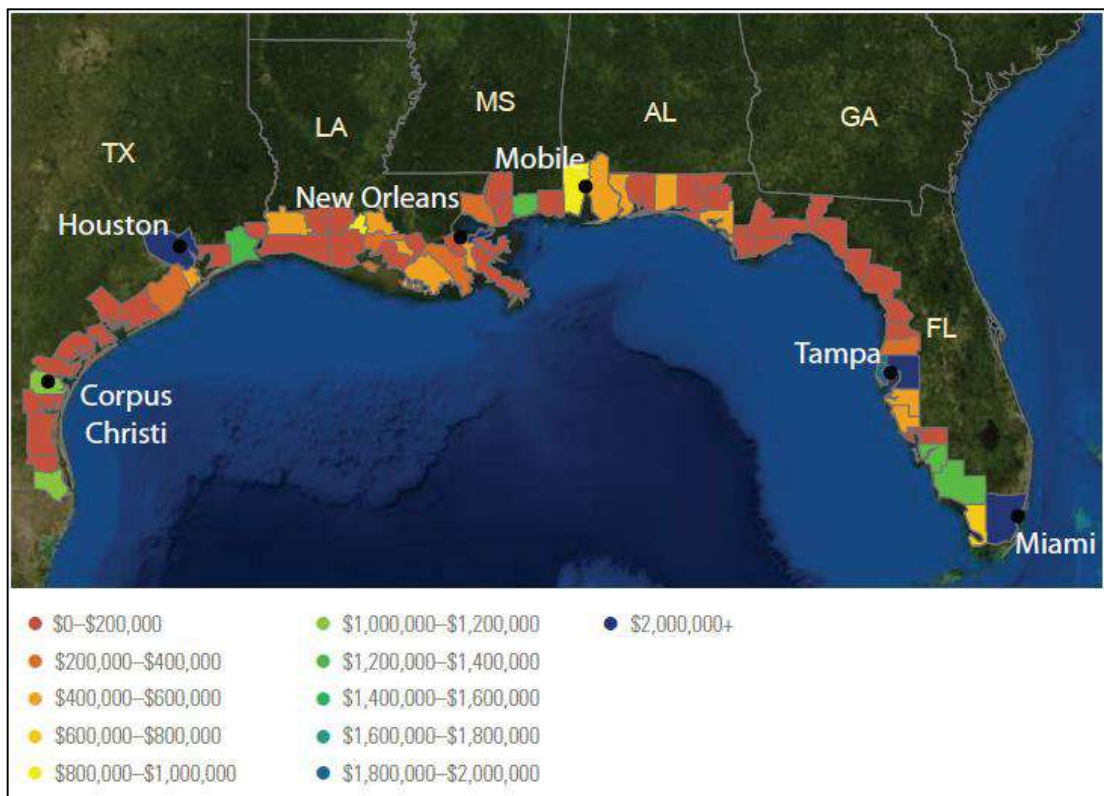 MS
AL
GA
LA
TX
Mobile
New Orleans
Houston
FL
Tampa
Corpus
Christi
Miami
$0–$200,000
$200,000–$400,000
$400,000–$600,000
$600,000–$800,000
$800,000–$1,000,000
$1,000,000–$1,200,000
$1,200,000–$1,400,000
$1,400,000–$1,600,000
$1,600,000–$1,800,000
$1,800,000–$2,000,000
$2,000,000+